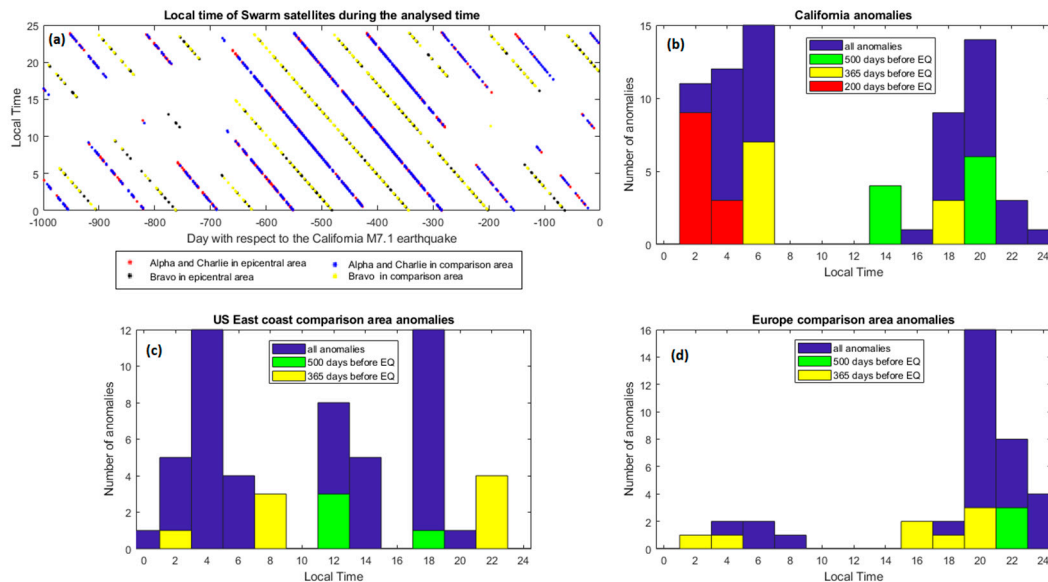 Local time of Swarm satellites during the analysed time
(a)
25
20
15
10
5
0
Local Time
-1000 -900 -800 -700 -600 -500 -400 -300 -200 -100 0
Day with respect to the California M7.1 earthquake
Alpha and Charlie in epicentral area
Alpha and Charlie in comparison area
Bravo in epicentral area
Bravo in comparison area
California anomalies
(b)
all anomalies
500 days before EQ
365 days before EQ
200 days before EQ
15
10
5
0
Number of anomalies
0 2 4 6 8 10 12 14 16 18 20 22 24
Local Time
US East coast comparison area anomalies
(c)
all anomalies
500 days before EQ
365 days before EQ
12
10
8
6
4
2
0
Number of anomalies
0 2 4 6 8 10 12 14 16 18 20 22 24
Local Time
Europe comparison area anomalies
(d)
all anomalies
500 days before EQ
365 days before EQ
16
14
12
10
8
6
4
2
0
Number of anomalies
0 2 4 6 8 10 12 14 16 18 20 22 24
Local Time